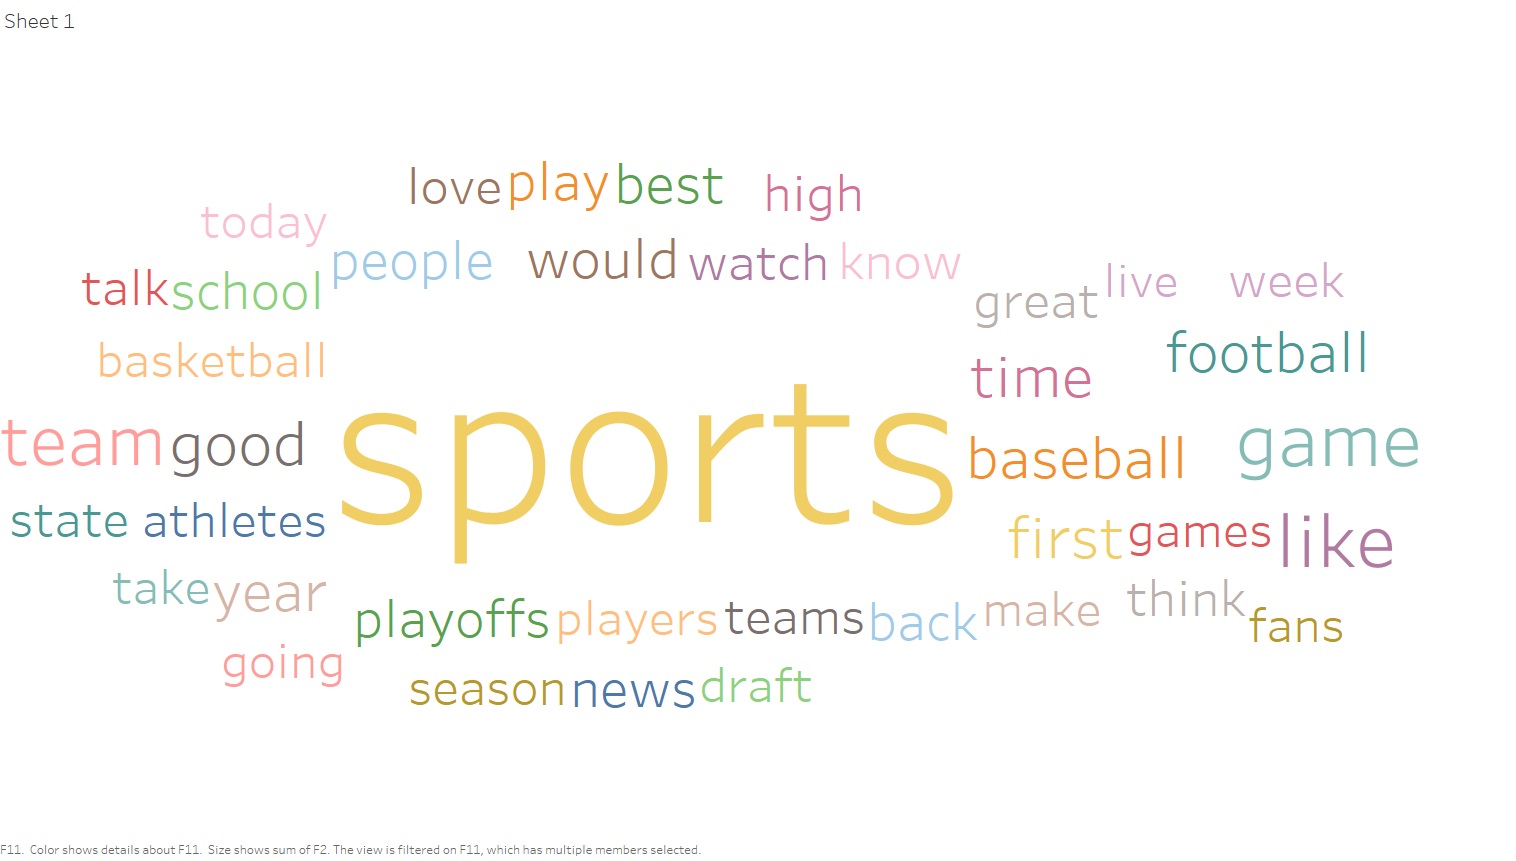 Sheet 1
love play best high
today
people would watch know
talk school
great live week
basketball
time football
team good sports baseball game
state athletes
first games like
take year
playoffs players teams back make think fans
going
season news draft
F11. Color shows details about F11. Size shows sum of F2. The view is filtered on F11, which has multiple members selected.